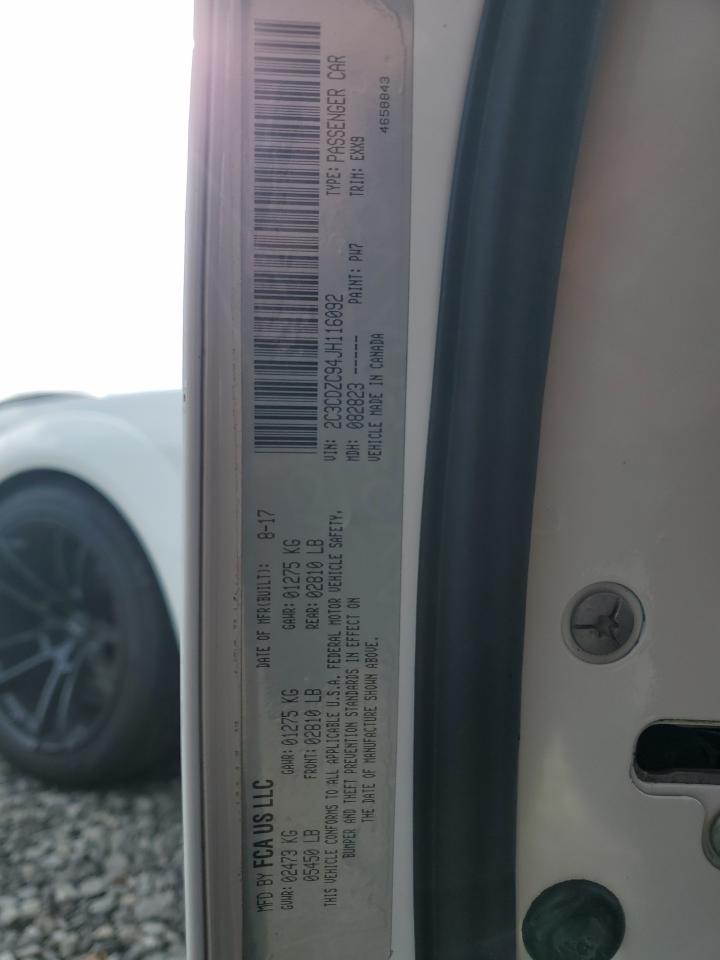 MFD BY FCA US LLC
DATE OF MFR(BUILT): 8-17
GVWR: 02473 KG
GAWR: 01275 KG
GAWR: 01275 KG
05450 LB
FRONT: 02810 LB
REAR: 02810 LB
THIS VEHICLE CONFORMS TO ALL APPLICABLE U.S.A. FEDERAL MOTOR VEHICLE SAFETY,
BUMPER AND THEFT PREVENTION STANDARDS IN EFFECT ON
THE DATE OF MANUFACTURE SHOWN ABOVE.
VIN: 2C3CDZC94JH116092
TYPE: PASSENGER CAR
MDH: 082823 -----
PAINT: PW7
TRIM: EXX9
VEHICLE MADE IN CANADA
4658843